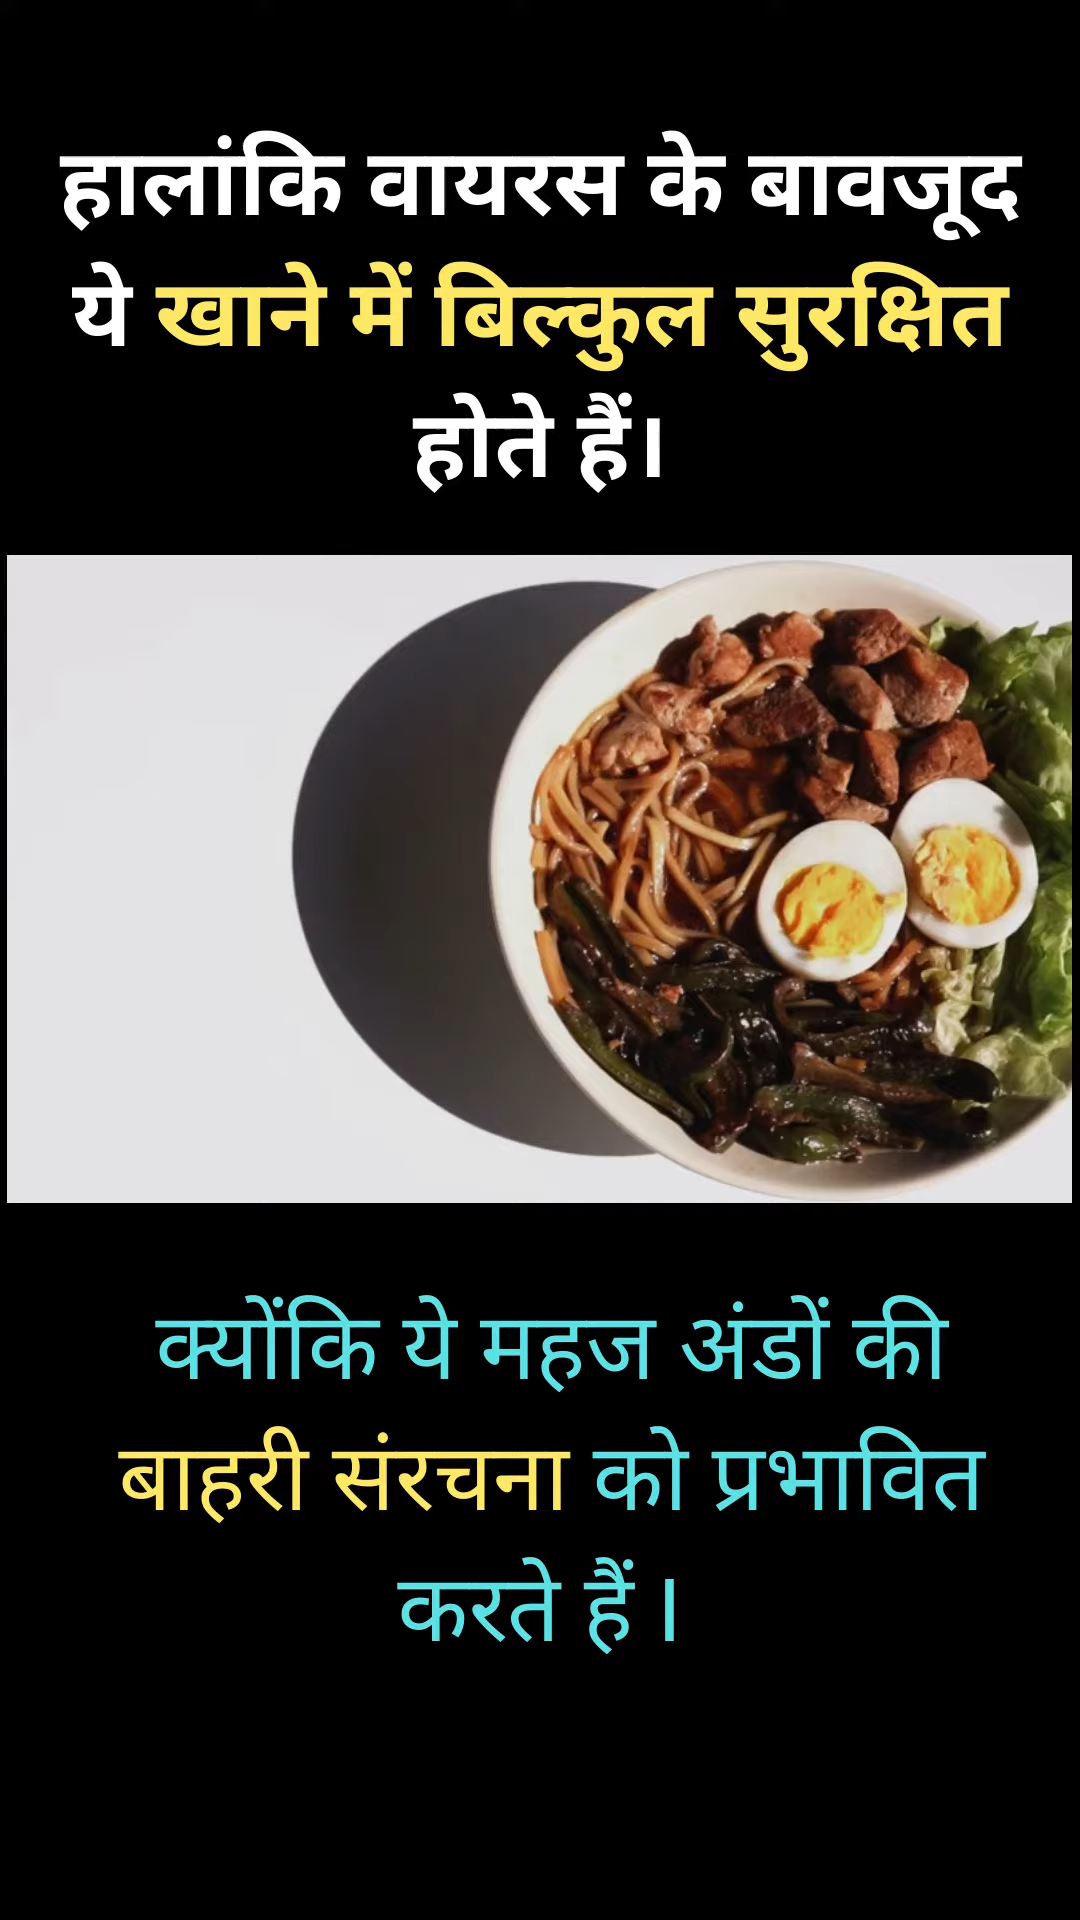 हालांकि वायरस के बावजूद
ये खाने में बिल्कुल सुरक्षित
होते हैं।
क्योंकि ये महज अंडों की
बाहरी संरचना को प्रभावित
करते हैं।